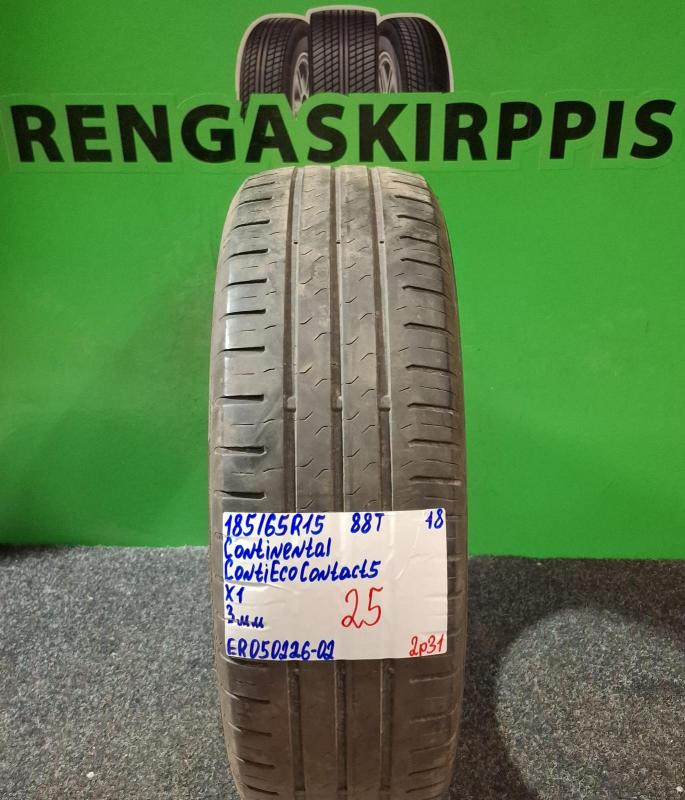 RENGASKIRPPIS
185/65R15 88T 18
Continental
ContiEcoContact5
X1
3мм 25
ER050226-02 2p31